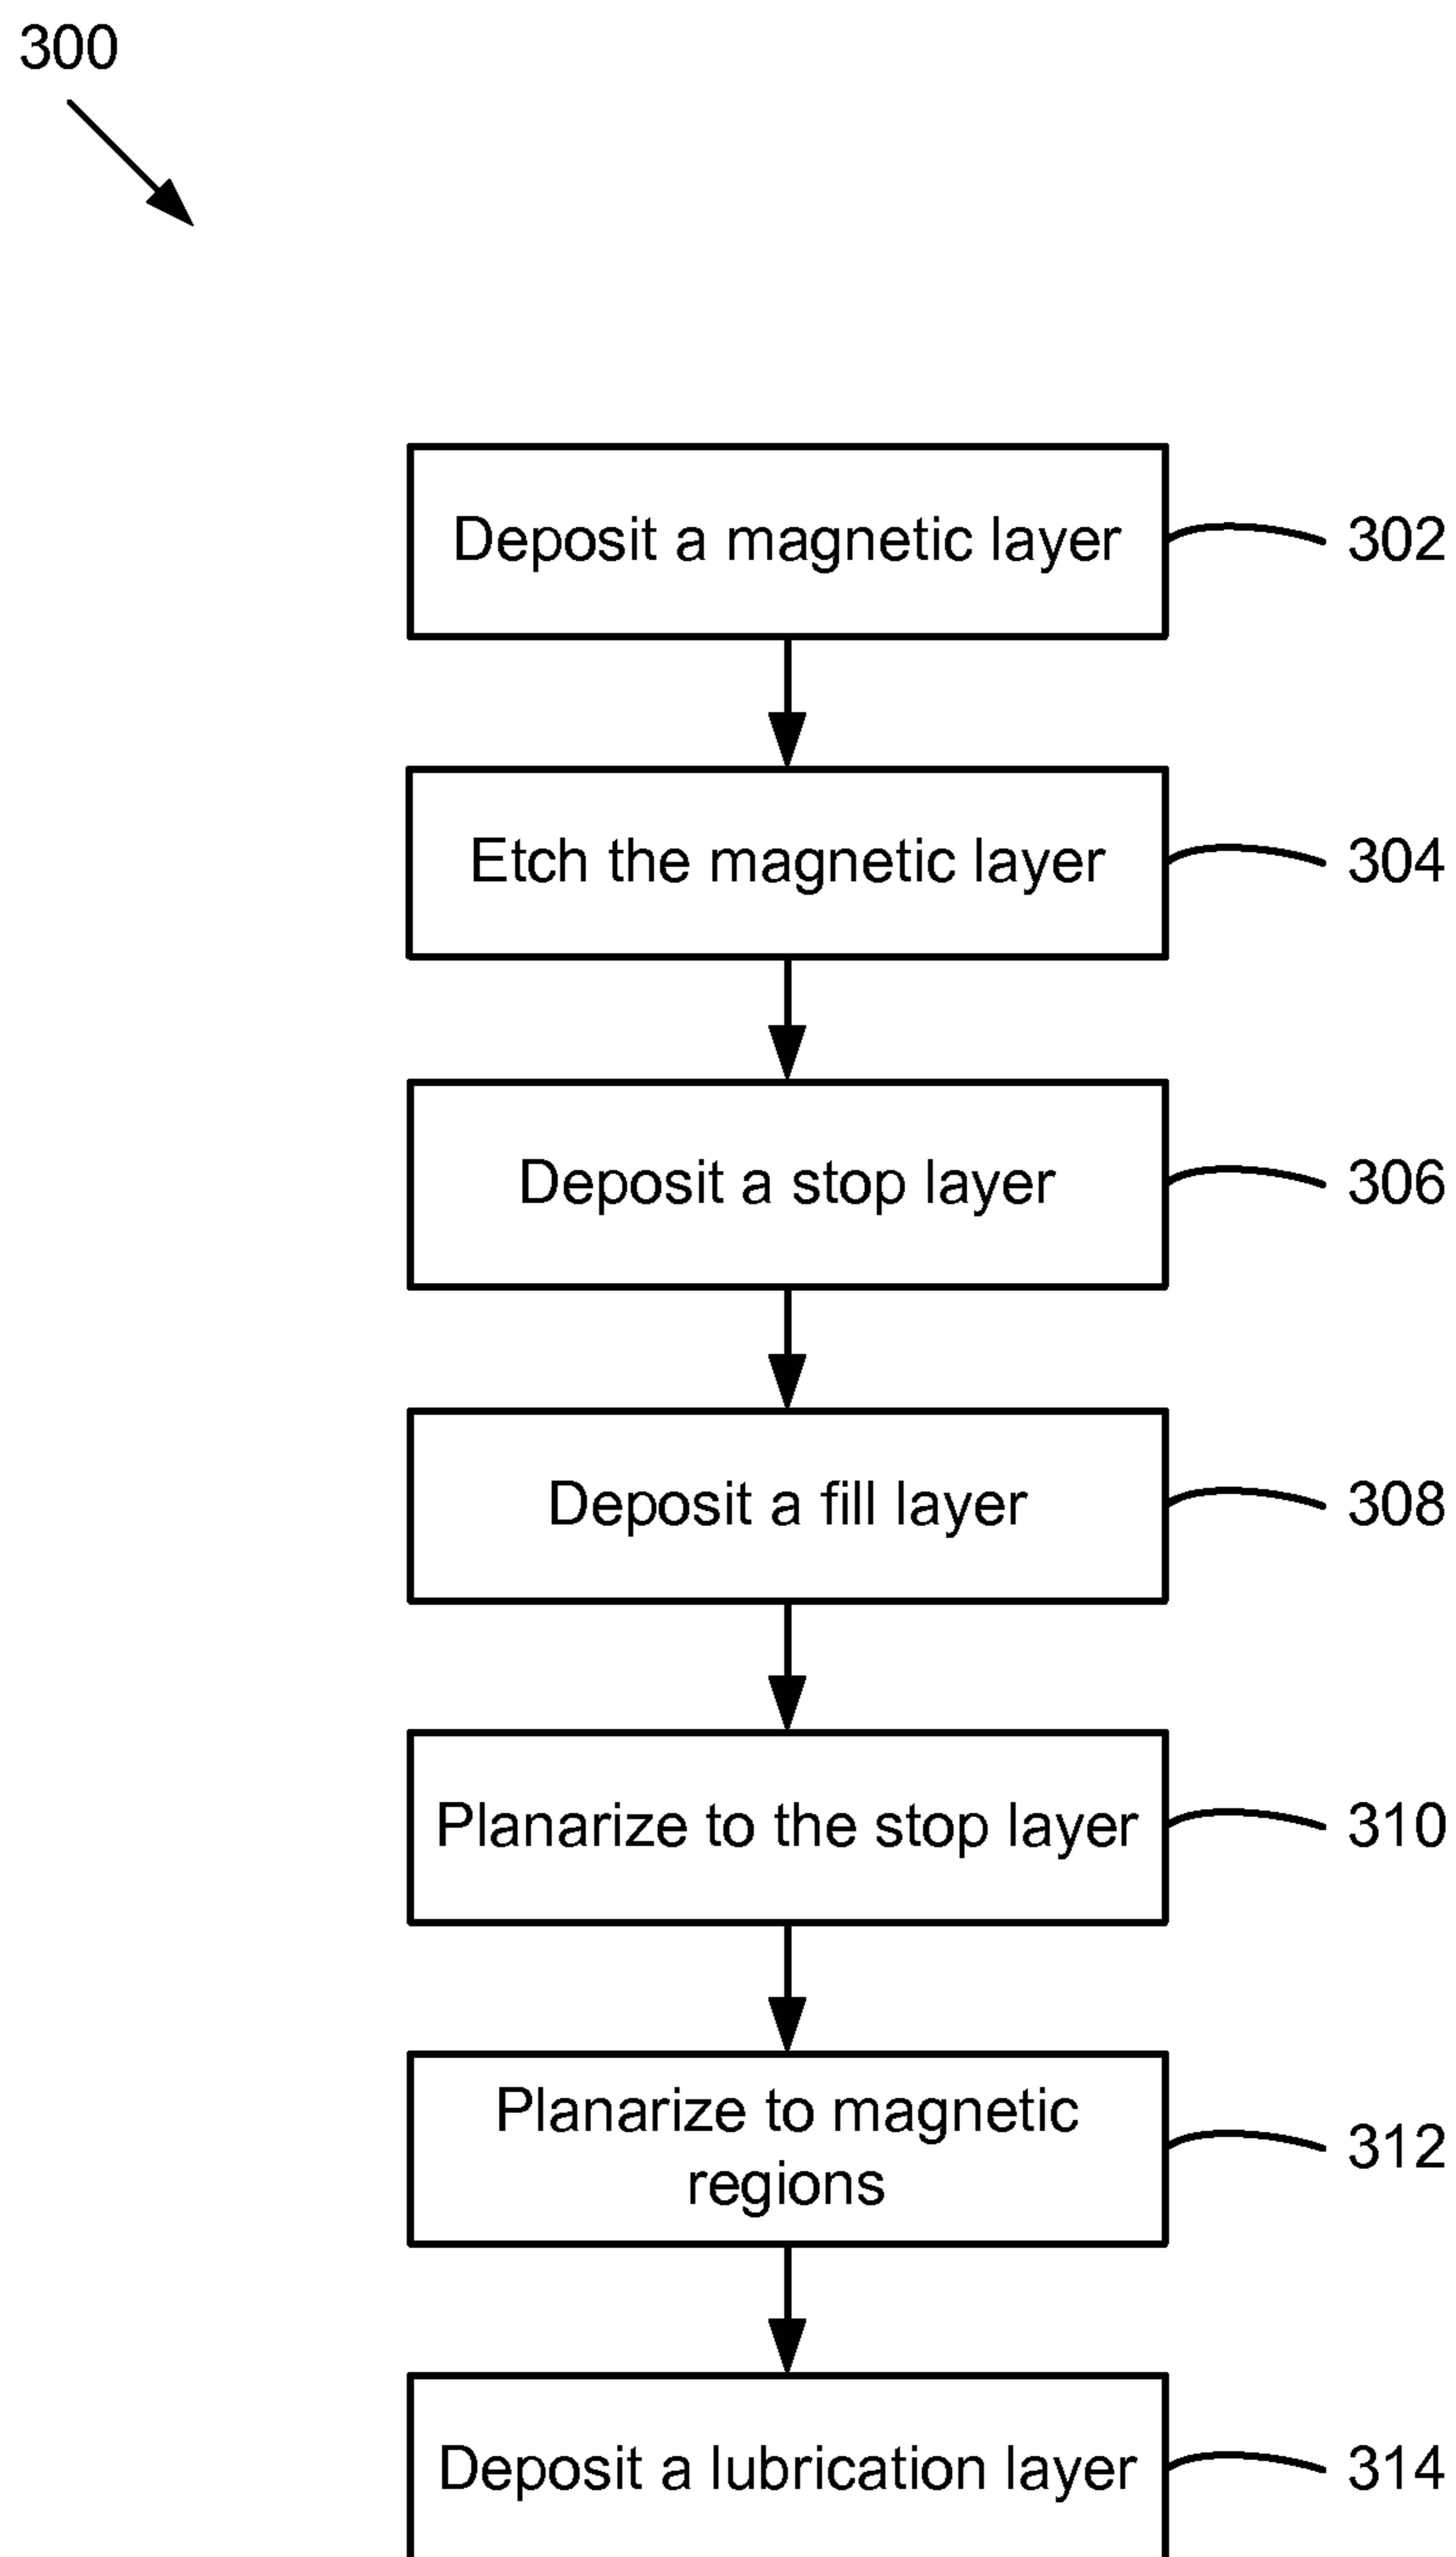 300
Deposit a magnetic layer 302
Etch the magnetic layer 304
Deposit a stop layer 306
Deposit a fill layer 308
Planarize to the stop layer 310
Planarize to magnetic
regions 312
Deposit a lubrication layer 314